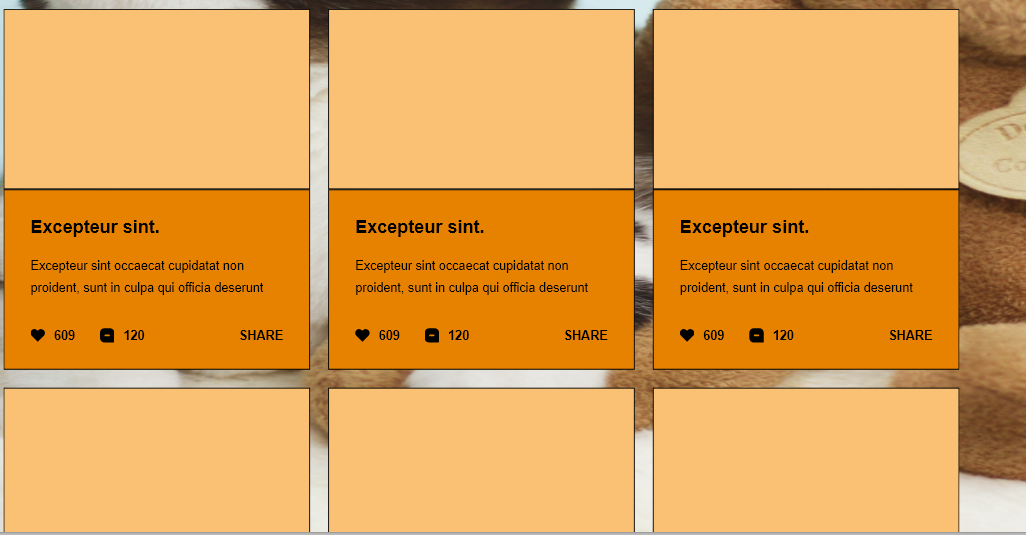 Excepteur sint.
Excepteur sint occaecat cupidatat non
proident, sunt in culpa qui officia deserunt
609 120 SHARE
Excepteur sint.
Excepteur sint occaecat cupidatat non
proident, sunt in culpa qui officia deserunt
609 120 SHARE
Excepteur sint.
Excepteur sint occaecat cupidatat non
proident, sunt in culpa qui officia deserunt
609 120 SHARE